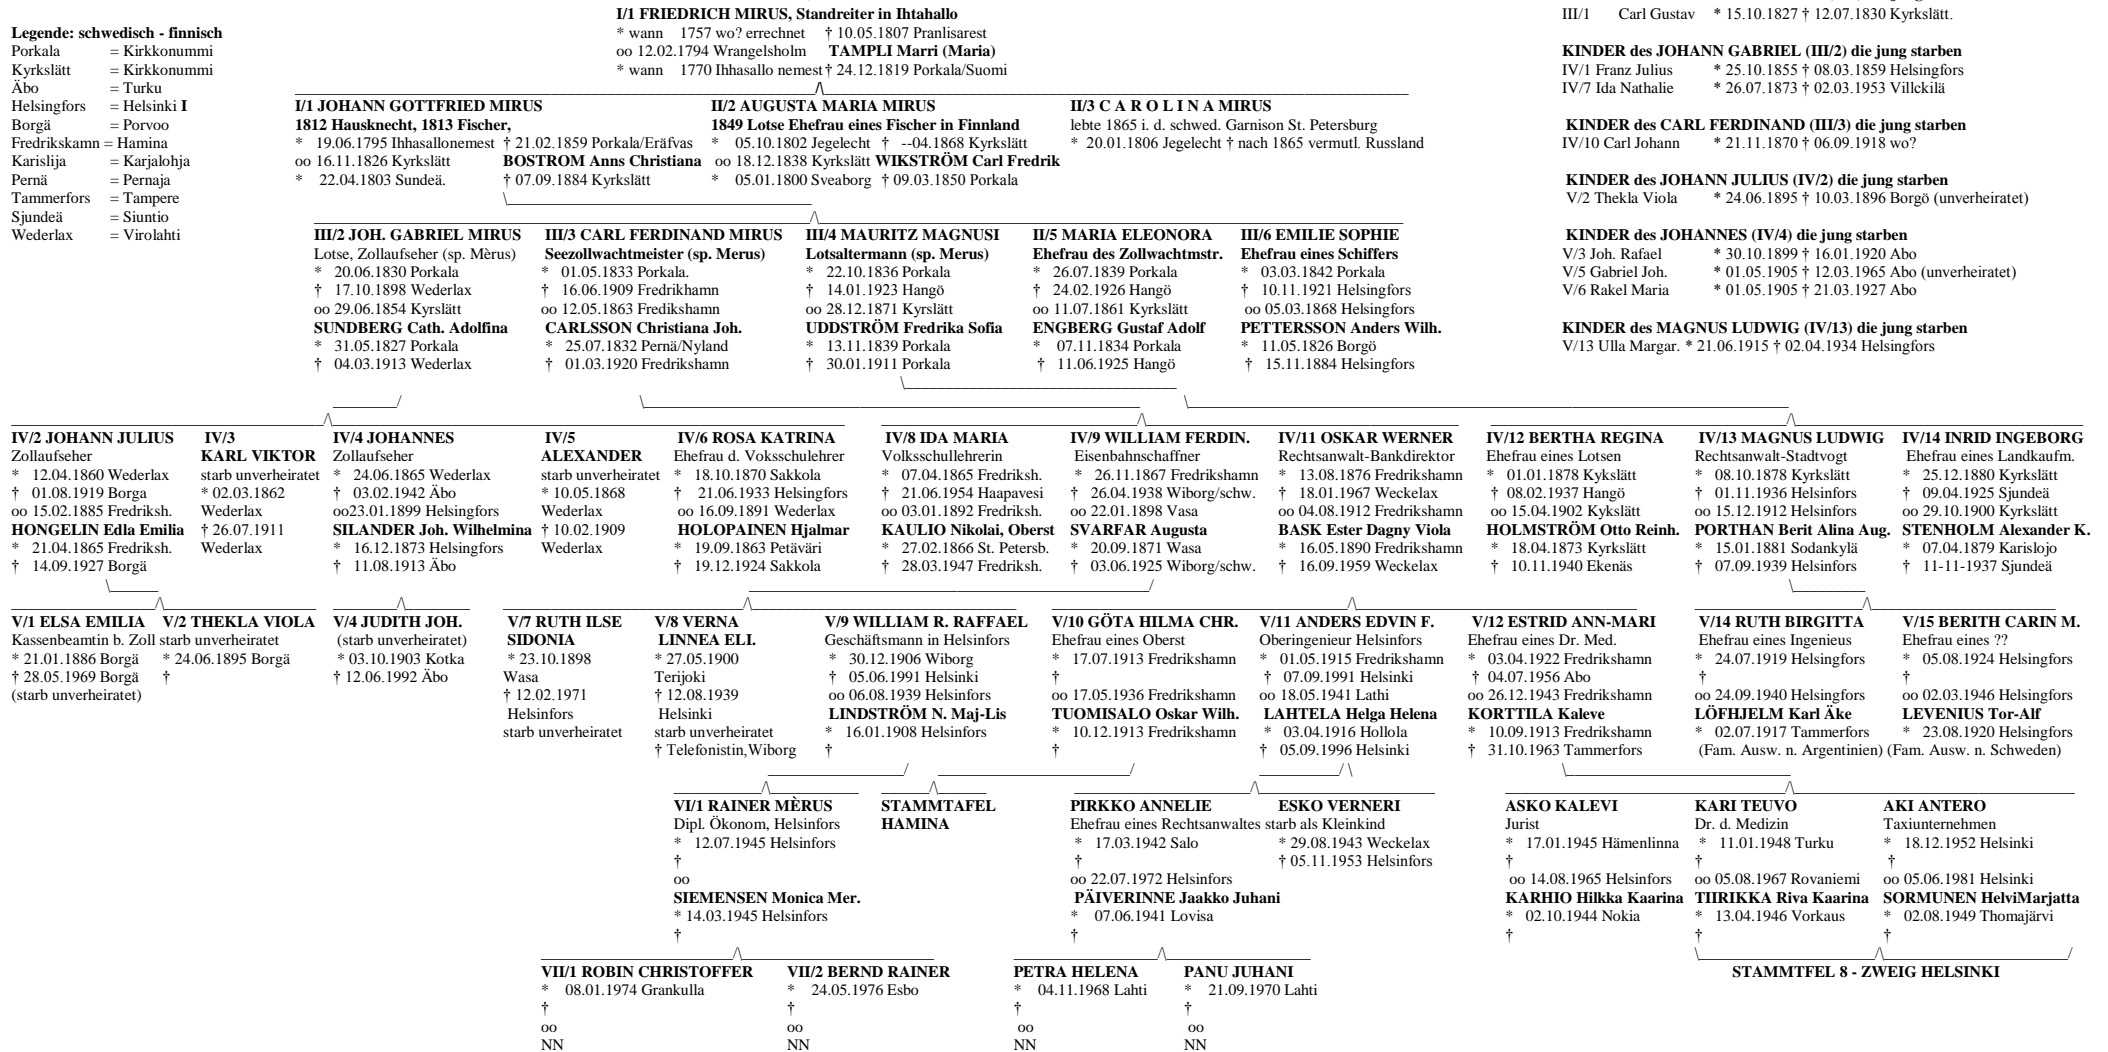 I/1 FRIEDRICH MIRUS, Standreiter in Ihtahallo
* wann 1757 wo? errechnet † 10.05.1807 Pranlisarest
oo 12.02.1794 Wrangelsholm TAMPLI Marri (Maria)
* wann 1770 Ihhasallo nemest † 24.12.1819 Porkala/Suomi
Legende: schwedisch - finnisch
Porkala = Kirkkonummi
Kyrkslätt = Kirkkonummi
Äbo = Turku
Helsingfors = Helsinki I
Borgä = Porvoo
Fredrikskamn = Hamina
Karislija = Karjalohja
Pernä = Pernaja
Tammerfors = Tampere
Sjundeä = Siuntio
Wederlax = Virolahti
III/1 Carl Gustav * 15.10.1827 † 12.07.1830 Kyrkslätt.
KINDER des JOHANN GABRIEL (III/2) die jung starben
IV/1 Franz Julius * 25.10.1855 † 08.03.1859 Helsingfors
IV/7 Ida Nathalie * 26.07.1873 † 02.03.1953 Villckilä
KINDER des CARL FERDINAND (III/3) die jung starben
IV/10 Carl Johann * 21.11.1870 † 06.09.1918 wo?
KINDER des JOHANN JULIUS (IV/2) die jung starben
V/2 Thekla Viola * 24.06.1895 † 10.03.1896 Borgö (unverheiratet)
KINDER des JOHANNES (IV/4) die jung starben
V/3 Joh. Rafael * 30.10.1899 † 16.01.1920 Abo
V/5 Gabriel Joh. * 01.05.1905 † 12.03.1965 Abo (unverheiratet)
V/6 Rakel Maria * 01.05.1905 † 21.03.1927 Abo
KINDER des MAGNUS LUDWIG (IV/13) die jung starben
V/13 Ulla Margar. * 21.06.1915 † 02.04.1934 Helsingfors
I/1 JOHANN GOTTFRIED MIRUS
1812 Hausknecht, 1813 Fischer,
* 19.06.1795 Ihhasallonemest † 21.02.1859 Porkala/Eräfvas
oo 16.11.1826 Kyrkslätt BOSTROM Anns Christiana
* 22.04.1803 Sundeä. † 07.09.1884 Kyrkslätt
II/2 AUGUSTA MARIA MIRUS
1849 Lotse Ehefrau eines Fischer in Finnland
* 05.10.1802 Jegelecht † --04.1868 Kyrkslätt
oo 18.12.1838 Kyrkslätt WIKSTRÖM Carl Fredrik
* 05.01.1800 Sveaborg † 09.03.1850 Porkala
II/3 C A R O L I N A MIRUS
lebte 1865 i. d. schwed. Garnison St. Petersburg
* 20.01.1806 Jegelecht † nach 1865 vermutl. Russland
III/2 JOH. GABRIEL MIRUS
Lotse, Zollaufseher (sp. Mèrus)
* 20.06.1830 Porkala
† 17.10.1898 Wederlax
oo 29.06.1854 Kyrslätt
SUNDBERG Cath. Adolfina
* 31.05.1827 Porkala
† 04.03.1913 Wederlax
III/3 CARL FERDINAND MIRUS
Seezollwachtmeister (sp. Merus)
* 01.05.1833 Porkala.
† 16.06.1909 Fredrikhamn
oo 12.05.1863 Fredikshamn
CARLSSON Christiana Joh.
* 25.07.1832 Pernä/Nyland
† 01.03.1920 Fredrikshamn
III/4 MAURITZ MAGNUSI
Lotsaltermann (sp. Merus)
* 22.10.1836 Porkala
† 14.01.1923 Hangö
oo 28.12.1871 Kyrslätt
UDDSTRÖM Fredrika Sofia
* 13.11.1839 Porkala
† 30.01.1911 Porkala
II/5 MARIA ELEONORA
Ehefrau des Zollwachtmstr.
* 26.07.1839 Porkala
† 24.02.1926 Hangö
oo 11.07.1861 Kyrkslätt
ENGBERG Gustaf Adolf
* 07.11.1834 Porkala
† 11.06.1925 Hangö
III/6 EMILIE SOPHIE
Ehefrau eines Schiffers
* 03.03.1842 Porkala
† 10.11.1921 Helsingfors
oo 05.03.1868 Helsingfors
PETTERSSON Anders Wilh.
* 11.05.1826 Borgö
† 15.11.1884 Helsingfors
IV/2 JOHANN JULIUS
Zollaufseher
* 12.04.1860 Wederlax
† 01.08.1919 Borga
oo 15.02.1885 Fredriksh.
HONGELIN Edla Emilia
* 21.04.1865 Fredriksh.
† 14.09.1927 Borgä
IV/3
KARL VIKTOR
starb unverheiratet
* 02.03.1862
Wederlax
† 26.07.1911
Wederlax
IV/4 JOHANNES
Zollaufseher
* 24.06.1865 Wederlax
† 03.02.1942 Äbo
oo23.01.1899 Helsingfors
SILANDER Joh. Wilhelmina
* 16.12.1873 Helsingfors
† 11.08.1913 Äbo
IV/5
ALEXANDER
starb unverheiratet
* 10.05.1868
Wederlax
† 10.02.1909
Wederlax
IV/6 ROSA KATRINA
Ehefrau d. Voksschulehrer
* 18.10.1870 Sakkola
† 21.06.1933 Helsingfors
oo 16.09.1891 Wederlax
HOLOPAINEN Hjalmar
* 19.09.1863 Petäväri
† 19.12.1924 Sakkola
IV/8 IDA MARIA
Volksschullehrerin
* 07.04.1865 Fredriksh.
† 21.06.1954 Haapavesi
oo 03.01.1892 Fredriksh.
KAULIO Nikolai, Oberst
* 27.02.1866 St. Petersb.
† 28.03.1947 Fredriksh.
IV/9 WILLIAM FERDIN.
Eisenbahnschaffner
* 26.11.1867 Fredrikshamn
† 26.04.1938 Wiborg/schw.
oo 22.01.1898 Vasa
SVARFAR Augusta
* 20.09.1871 Wasa
† 03.06.1925 Wiborg/schw.
IV/11 OSKAR WERNER
Rechtsanwalt-Bankdirektor
* 13.08.1876 Fredrikshamn
† 18.01.1967 Weckelax
oo 04.08.1912 Fredrikshamn
BASK Ester Dagny Viola
* 16.05.1890 Fredrikshamn
† 16.09.1959 Weckelax
IV/12 BERTHA REGINA
Ehefrau eines Lotsen
* 01.01.1878 Kykslätt
† 08.02.1937 Hangö
oo 15.04.1902 Kykslätt
HOLMSTRÖM Otto Reinh.
* 18.04.1873 Kyrkslätt
† 10.11.1940 Ekenäs
IV/13 MAGNUS LUDWIG
Rechtsanwalt-Stadtvogt
* 08.10.1878 Kyrkslätt
† 01.11.1936 Helsinfors
oo 15.12.1912 Helsinfors
PORTHAN Berit Alina Aug.
* 15.01.1881 Sodankylä
† 07.09.1939 Helsinfors
IV/14 INRID INGEBORG
Ehefrau eines Landkaufm.
* 25.12.1880 Kyrkslätt
† 09.04.1925 Sjundeä
oo 29.10.1900 Kyrkslätt
STENHOLM Alexander K.
* 07.04.1879 Karislojo
† 11-11-1937 Sjundeä
V/1 ELSA EMILIA
Kassenbeamtin b. Zoll
* 21.01.1886 Borgä
† 28.05.1969 Borgä
(starb unverheiratet)
V/2 THEKLA VIOLA
starb unverheiratet
* 24.06.1895 Borgä
†
V/4 JUDITH JOH.
(starb unverheiratet)
* 03.10.1903 Kotka
† 12.06.1992 Äbo
V/7 RUTH ILSE
SIDONIA
* 23.10.1898
Wasa
† 12.02.1971
Helsinfors
starb unverheiratet
V/8 VERNA
LINNEA ELI.
* 27.05.1900
Terijoki
† 12.08.1939
Helsinki
starb unverheiratet
† Telefonistin,Wiborg
V/9 WILLIAM R. RAFFAEL
Geschäftsmann in Helsinfors
* 30.12.1906 Wiborg
† 05.06.1991 Helsinki
oo 06.08.1939 Helsinfors
LINDSTRÖM N. Maj-Lis
* 16.01.1908 Helsinfors
†
V/10 GÖTA HILMA CHR.
Ehefrau eines Oberst
* 17.07.1913 Fredrikshamn
†
oo 17.05.1936 Fredrikshamn
TUOMISALO Oskar Wilh.
* 10.12.1913 Fredrikshamn
†
V/11 ANDERS EDVIN F.
Oberingenieur Helsinfors
* 01.05.1915 Fredrikshamn
† 07.09.1991 Helsinki
oo 18.05.1941 Lathi
LAHTELA Helga Helena
* 03.04.1916 Hollola
† 05.09.1996 Helsinki
V/12 ESTRID ANN-MARI
Ehefrau eines Dr. Med.
* 03.04.1922 Fredrikshamn
† 04.07.1956 Abo
oo 26.12.1943 Fredrikshamn
KORTTILA Kaleve
* 10.09.1913 Fredrikshamn
† 31.10.1963 Tammerfors
V/14 RUTH BIRGITTA
Ehefrau eines Ingenieus
* 24.07.1919 Helsingfors
†
oo 24.09.1940 Helsingfors
LÖFHJELM Karl Äke
* 02.07.1917 Tammerfors
(Fam. Ausw. n. Argentinien)
V/15 BERITH CARIN M.
Ehefrau eines ??
* 05.08.1924 Helsingfors
†
oo 02.03.1946 Helsingfors
LEVENIUS Tor-Alf
* 23.08.1920 Helsingfors
(Fam. Ausw. n. Schweden)
VI/1 RAINER MÈRUS
Dipl. Ökonom, Helsinfors
* 12.07.1945 Helsinfors
†
oo
SIEMENSEN Monica Mer.
* 14.03.1945 Helsinfors
†
STAMMTAFEL
HAMINA
PIRKKO ANNELIE
Ehefrau eines Rechtsanwaltes
* 17.03.1942 Salo
†
oo 22.07.1972 Helsinfors
PÄIVERINNE Jaakko Juhani
* 07.06.1941 Lovisa
†
ESKO VERNERI
starb als Kleinkind
* 29.08.1943 Weckelax
† 05.11.1953 Helsinfors
ASKO KALEVI
Jurist
* 17.01.1945 Hämenlinna
†
oo 14.08.1965 Helsinfors
KARHIO Hilkka Kaarina
* 02.10.1944 Nokia
†
KARI TEUVO
Dr. d. Medizin
* 11.01.1948 Turku
†
oo 05.08.1967 Rovaniemi
TIIRIKKA Riva Kaarina
* 13.04.1946 Vorkaus
†
AKI ANTERO
Taxiunternehmen
* 18.12.1952 Helsinki
†
oo 05.06.1981 Helsinki
SORMUNEN HelviMarjatta
* 02.08.1949 Thomajärvi
†
VII/1 ROBIN CHRISTOFFER
* 08.01.1974 Grankulla
†
oo
NN
VII/2 BERND RAINER
* 24.05.1976 Esbo
†
oo
NN
PETRA HELENA
* 04.11.1968 Lahti
†
oo
NN
PANU JUHANI
* 21.09.1970 Lahti
†
oo
NN
STAMMTFEL 8 - ZWEIG HELSINKI